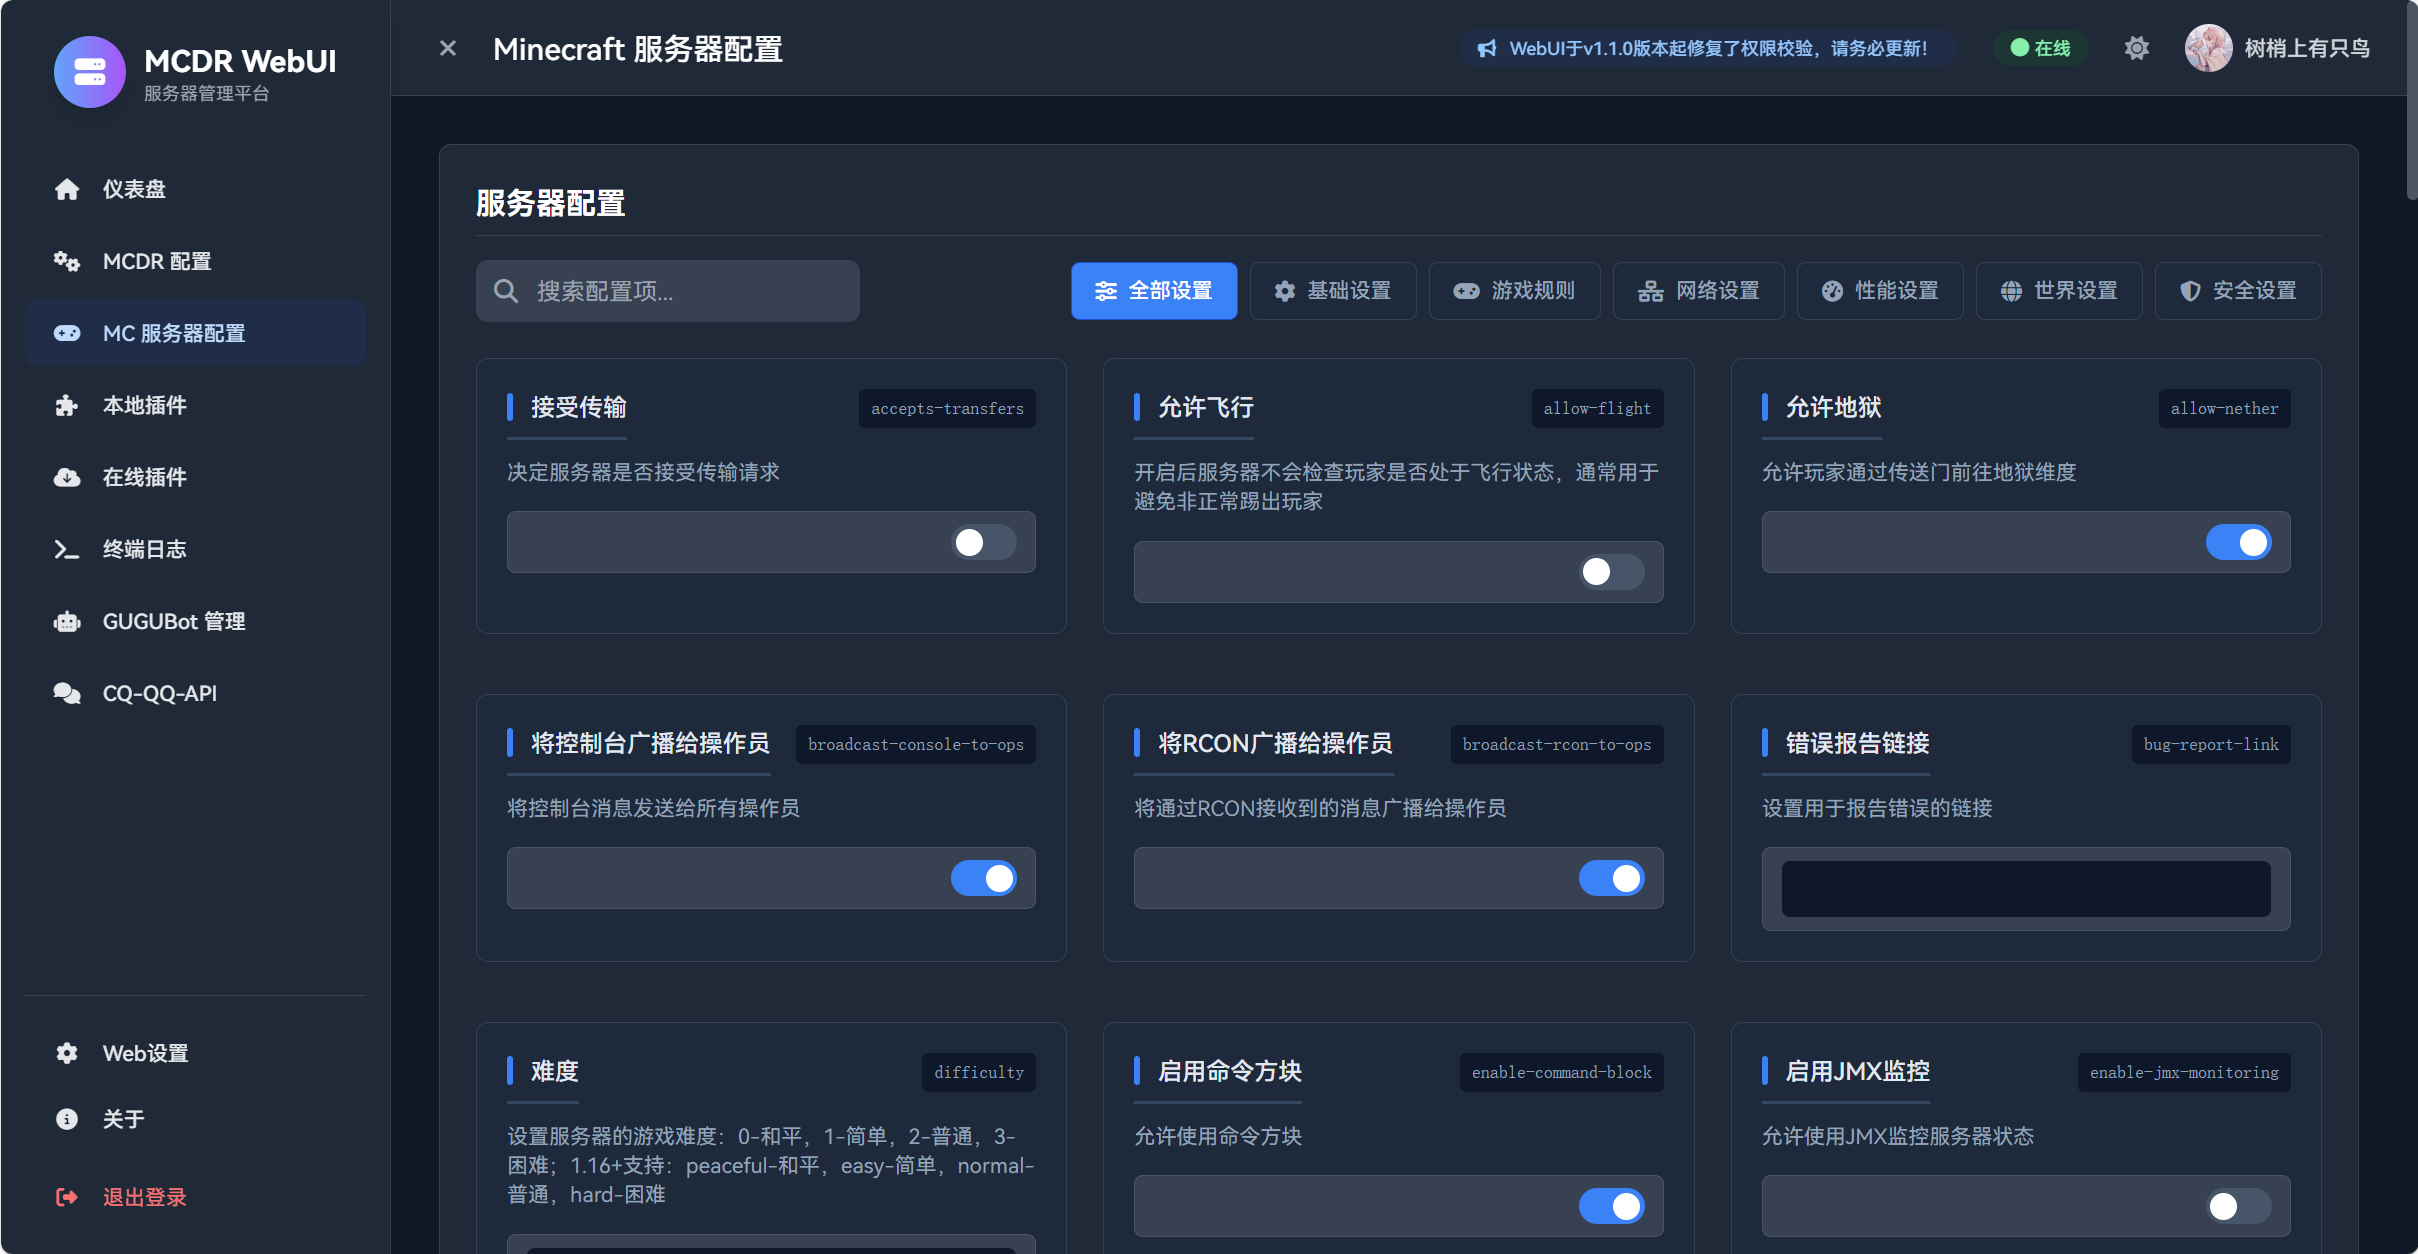 MCDR WebUI
服务器管理平台
仪表盘
MCDR 配置
MC 服务器配置
本地插件
在线插件
终端日志
GUGUBot 管理
CQ-QQ-API
Web设置
关于
退出登录
Minecraft 服务器配置
WebUI于v1.1.0版本起修复了权限校验，请务必更新！
在线
树梢上有只鸟
服务器配置
搜索配置项...
全部设置
基础设置
游戏规则
网络设置
性能设置
世界设置
安全设置
接受传输
accepts-transfers
决定服务器是否接受传输请求
允许飞行
allow-flight
开启后服务器不会检查玩家是否处于飞行状态，通常用于
避免非正常踢出玩家
允许地狱
allow-nether
允许玩家通过传送门前往地狱维度
将控制台广播给操作员
broadcast-console-to-ops
将控制台消息发送给所有操作员
将RCON广播给操作员
broadcast-rcon-to-ops
将通过RCON接收到的消息广播给操作员
错误报告链接
bug-report-link
设置用于报告错误的链接
难度
difficulty
设置服务器的游戏难度：0-和平，1-简单，2-普通，3-
困难；1.16+支持：peaceful-和平，easy-简单，normal-
普通，hard-困难
启用命令方块
enable-command-block
允许使用命令方块
启用JMX监控
enable-jmx-monitoring
允许使用JMX监控服务器状态